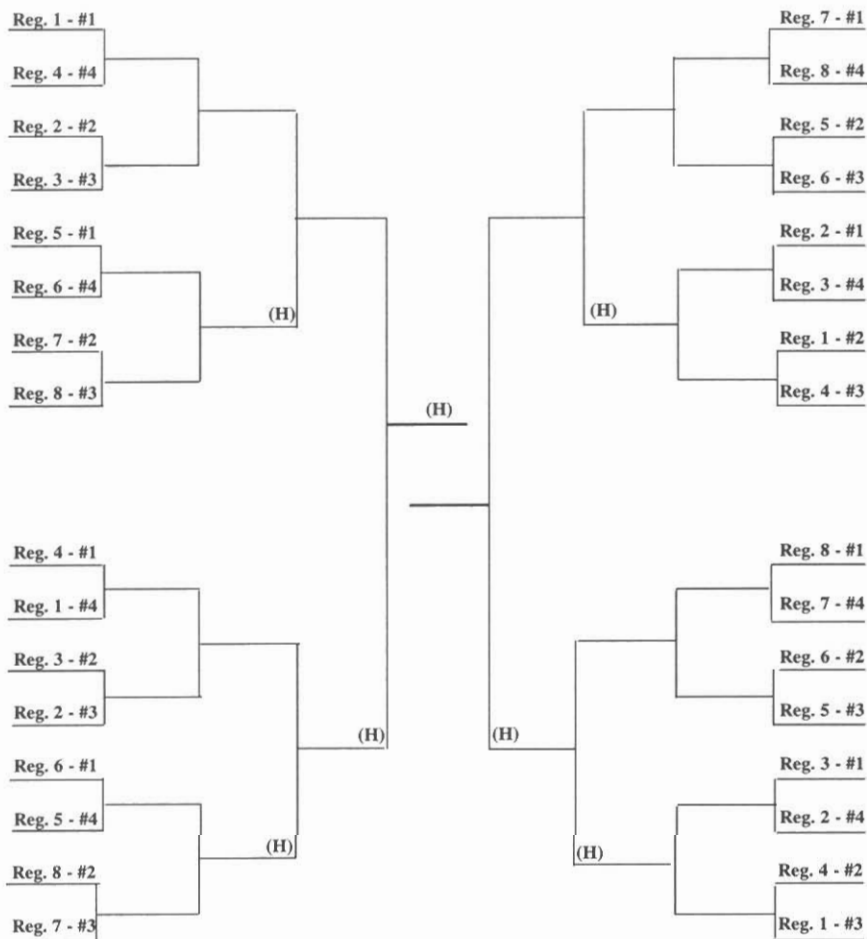 Reg. 1 - #1
Reg. 4 - #4
Reg. 2 - #2
Reg. 3 - #3
Reg. 5 - #1
Reg. 6 - #4
(H)
Reg. 7 - #2
Reg. 8 - #3
(H)
Reg. 4 - #1
Reg. 1 - #4
Reg. 3 - #2
Reg. 2 - #3
(H)
Reg. 6 - #1
Reg. 5 - #4
(H)
Reg. 8 - #2
Reg. 7 - #3
Reg. 7 - #1
Reg. 8 - #4
Reg. 5 - #2
Reg. 6 - #3
Reg. 2 - #1
Reg. 3 - #4
(H)
Reg. 1 - #2
Reg. 4 - #3
Reg. 8 - #1
Reg. 7 - #4
Reg. 6 - #2
Reg. 5 - #3
(H)
Reg. 3 - #1
Reg. 2 - #4
(H)
Reg. 4 - #2
Reg. 1 - #3